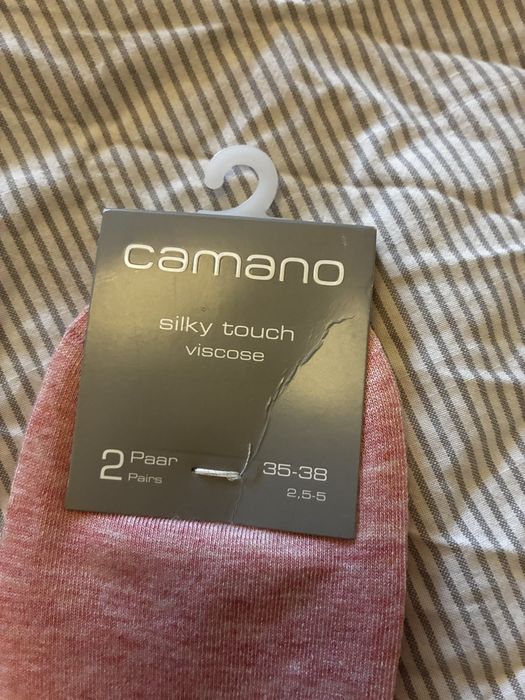 camano
silky touch
viscose
2 Paar
Pairs
35-38
2,5-5